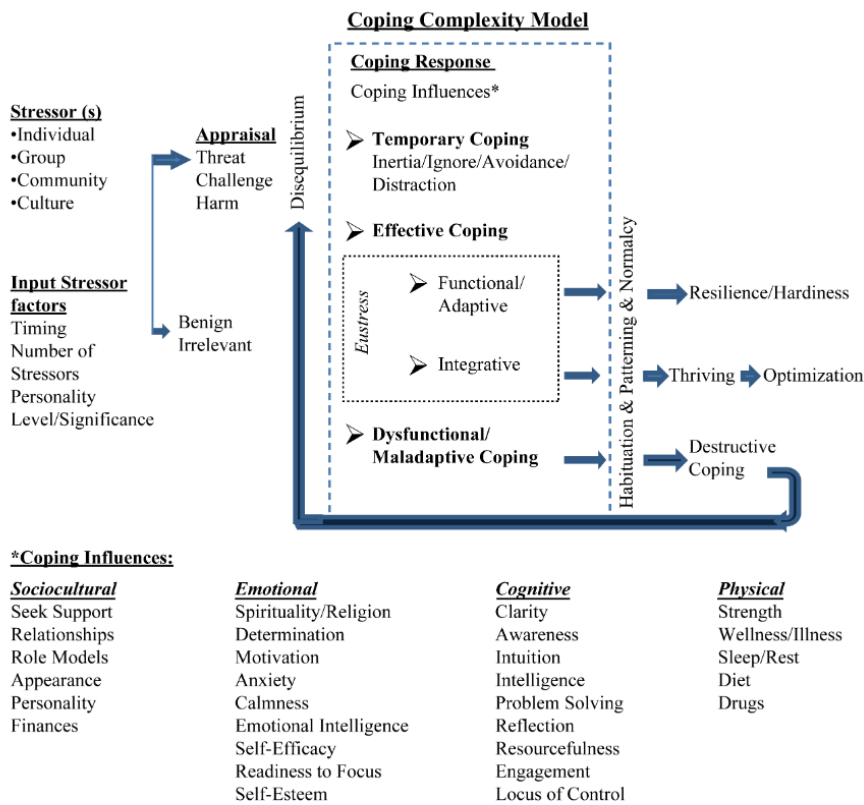 Coping Complexity Model
Coping Response
Coping Influences*
Stressor (s)
•Individual
•Group
•Community
•Culture
Appraisal
Threat
Challenge
Harm
Discquilibrium
➢ Temporary Coping
Inertia/Ignore/Avoidance/
Distraction
➢ Effective Coping
Input Stressor
factors
Timing
Number of
Stressors
Personality
Level/Significance
Benign
Irrelevant
Eustress
➢ Functional/
Adaptive
➢ Integrative
➢ Dysfunctional/
Maladaptive Coping
Habituation & Patterning & Normalcy
Resilience/Hardiness
Thriving
Optimization
Destructive
Coping
*Coping Influences:
Sociocultural
Seek Support
Relationships
Role Models
Appearance
Personality
Finances
Emotional
Spirituality/Religion
Determination
Motivation
Anxiety
Calmness
Emotional Intelligence
Self-Efficacy
Readiness to Focus
Self-Esteem
Cognitive
Clarity
Awareness
Intuition
Intelligence
Problem Solving
Reflection
Resourcefulness
Engagement
Locus of Control
Physical
Strength
Wellness/Illness
Sleep/Rest
Diet
Drugs